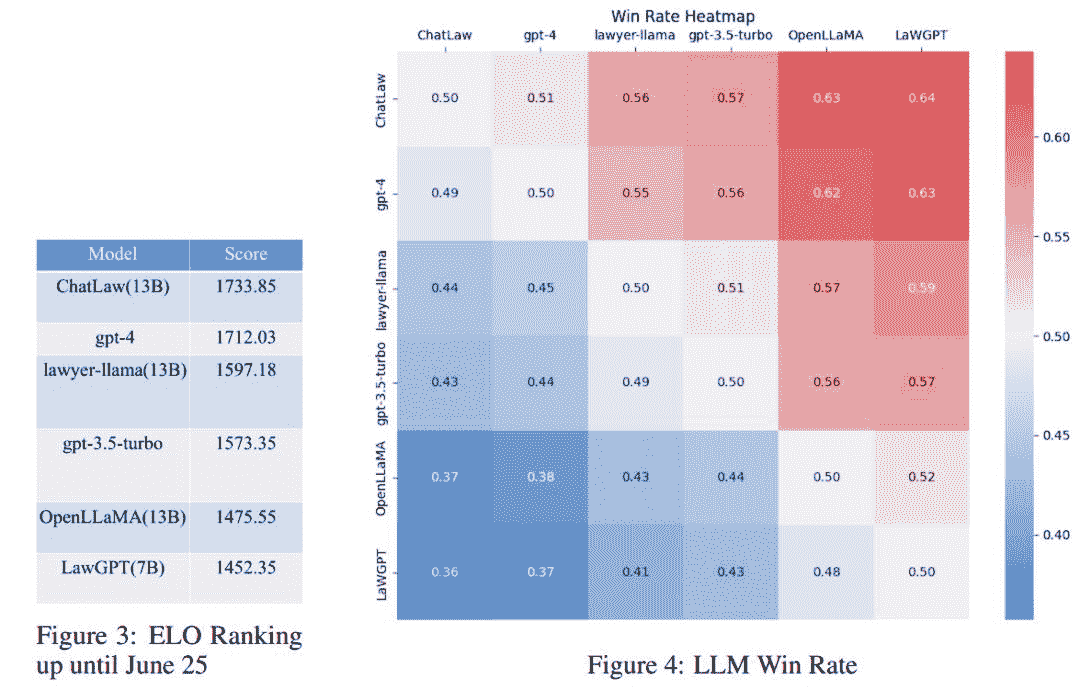 Model Score
ChatLaw(13B) 1733.85
gpt-4 1712.03
lawyer-llama(13B) 1597.18
gpt-3.5-turbo 1573.35
OpenLLaMA(13B) 1475.55
LawGPT(7B) 1452.35
Figure 3: ELO Ranking
up until June 25
Win Rate Heatmap
ChatLaw gpt-4 lawyer-llama gpt-3.5-turbo OpenLLaMA LaWGPT
ChatLaw 0.50 0.51 0.56 0.57 0.63 0.64
gpt-4 0.49 0.50 0.55 0.56 0.62 0.63
lawyer-llama 0.44 0.45 0.50 0.51 0.57 0.59
gpt-3.5-turbo 0.43 0.44 0.49 0.50 0.56 0.57
OpenLLaMA 0.37 0.38 0.43 0.44 0.50 0.52
LaWGPT 0.36 0.37 0.41 0.43 0.48 0.50
0.60
0.55
0.50
0.45
0.40
Figure 4: LLM Win Rate